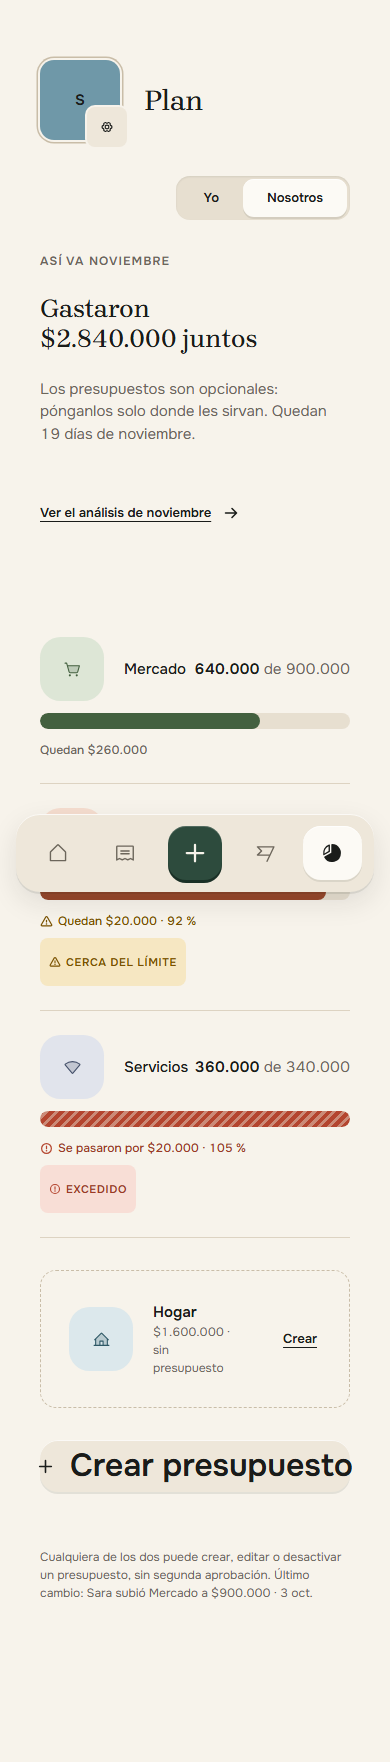 S
Plan
Yo
Nosotros
ASÍ VA NOVIEMBRE
Gastaron
$2.840.000 juntos
Los presupuestos son opcionales:
pónganlos solo donde les sirvan. Quedan
19 días de noviembre.
Ver el análisis de noviembre
Mercado 640.000 de 900.000
Quedan $260.000
Quedan $20.000 · 92 %
CERCA DEL LÍMITE
Servicios 360.000 de 340.000
Se pasaron por $20.000 · 105 %
EXCEDIDO
Hogar
$1.600.000 ·
sin
presupuesto
Crear
Crear presupuesto
Cualquiera de los dos puede crear, editar o desactivar
un presupuesto, sin segunda aprobación. Último
cambio: Sara subió Mercado a $900.000 · 3 oct.